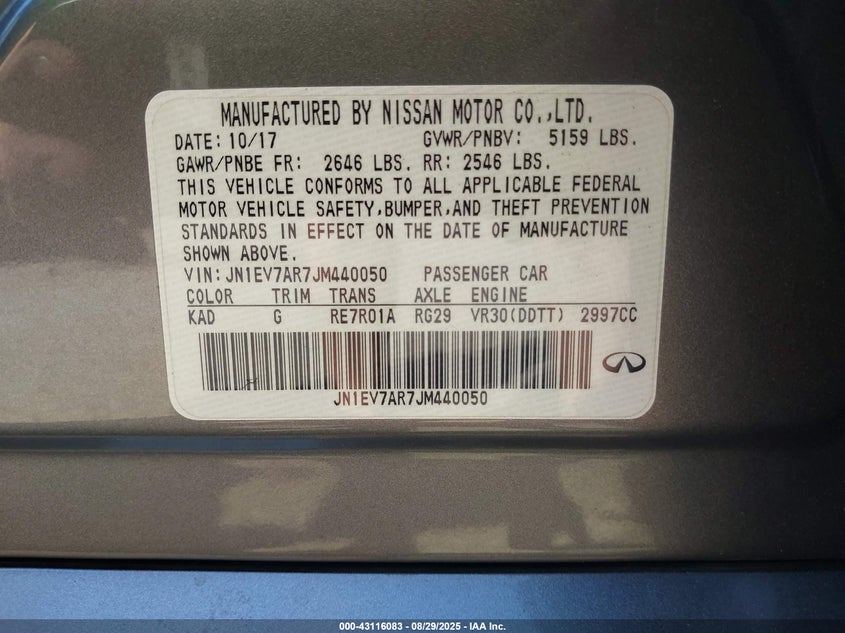 MANUFACTURED BY NISSAN MOTOR CO.,LTD.
DATE: 10/17 GVWR/PNBV: 5159 LBS.
GAWR/PNBE FR: 2646 LBS. RR: 2546 LBS.
THIS VEHICLE CONFORMS TO ALL APPLICABLE FEDERAL
MOTOR VEHICLE SAFETY,BUMPER,AND THEFT PREVENTION
STANDARDS IN EFFECT ON THE DATE OF MANUFACTURE
SHOWN ABOVE.
VIN:JN1EV7AR7JM440050 PASSENGER CAR
COLOR TRIM TRANS AXLE ENGINE
KAD G RE7R01A RG29 VR30(DDTT) 2997CC
JN1EV7AR7JM440050
000-43116083 - 08/29/2025 - IAA Inc.